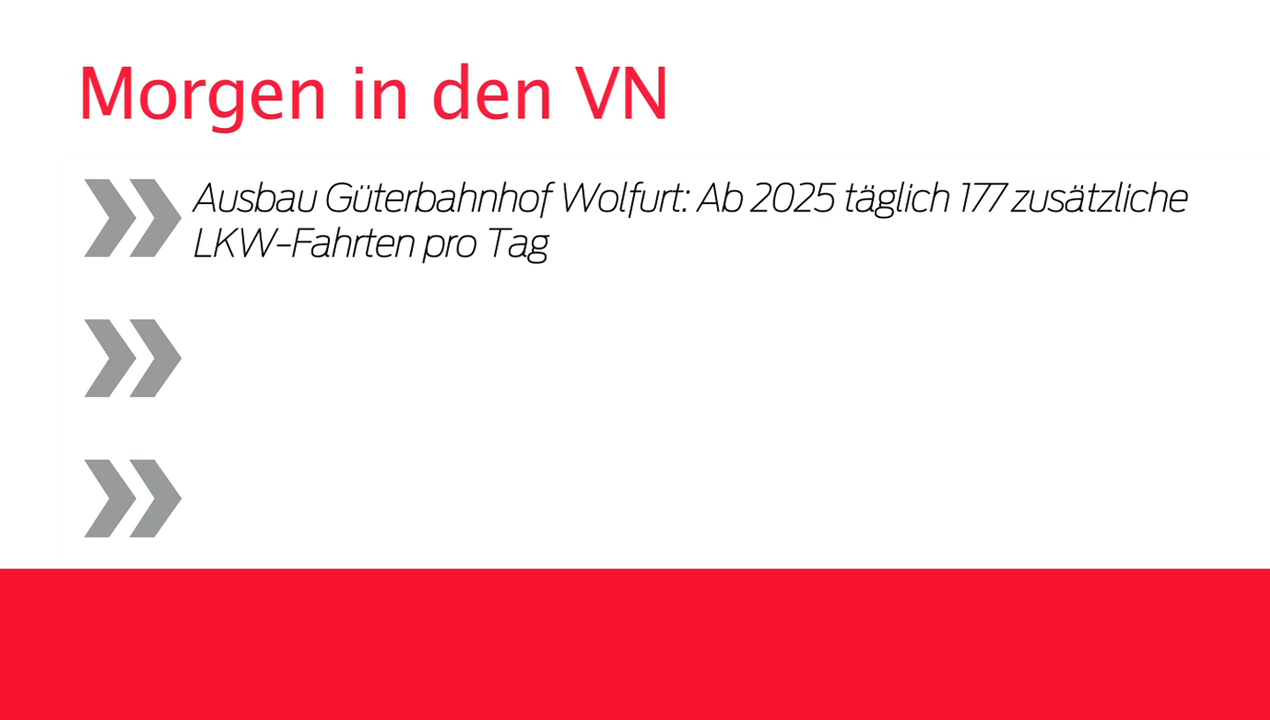 Morgen in den VN
Ausbau Güterbahnhof Wolfurt: Ab 2025 täglich 177 zusätzliche
LKW-Fahrten pro Tag